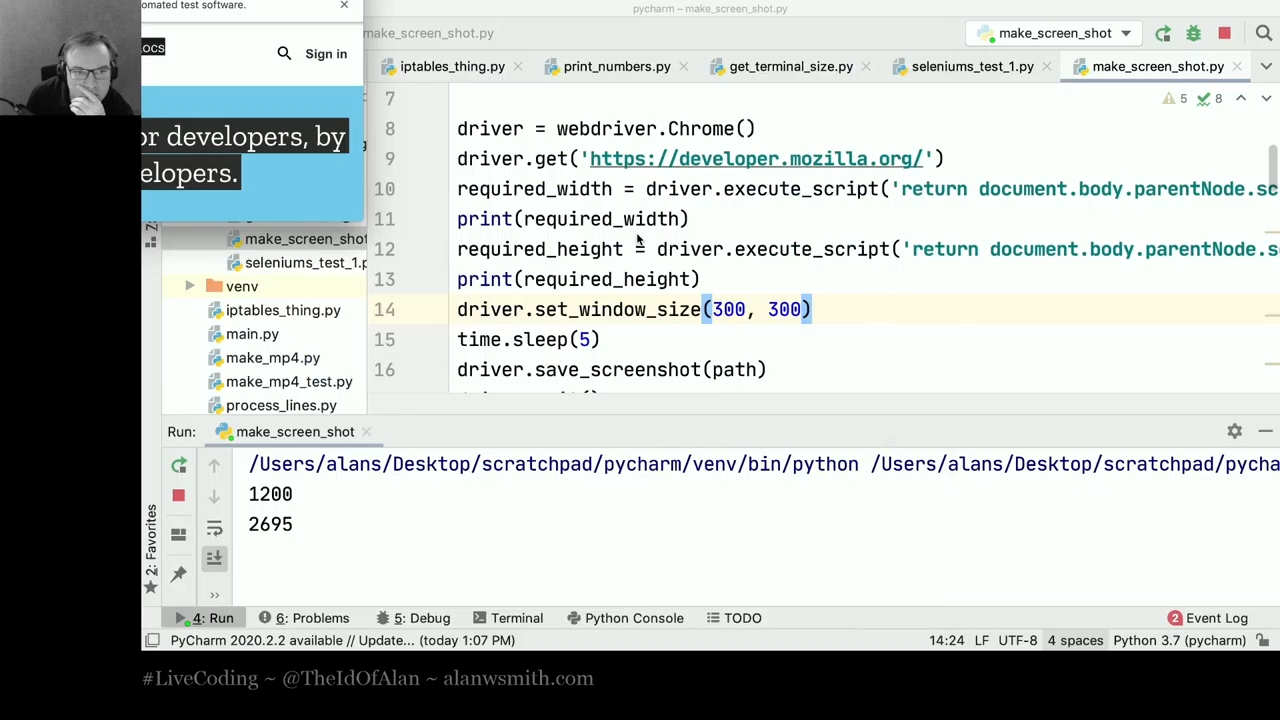 omated test software.
ocs
Sign in
or developers, by
elopers.
pycharm – make_screen_shot.py
make_screen_shot.py
make_screen_shot
iptables_thing.py
print_numbers.py
get_terminal_size.py
seleniums_test_1.py
make_screen_shot.py
5
8
7
8 driver = webdriver.Chrome()
9 driver.get('https://developer.mozilla.org/')
10 required_width = driver.execute_script('return document.body.parentNode.sc
11 print(required_width)
12 required_height = driver.execute_script('return document.body.parentNode.sc
13 print(required_height)
14 driver.set_window_size(300, 300)
15 time.sleep(5)
16 driver.save_screenshot(path)
make_screen_shot
seleniums_test_1.p
venv
iptables_thing.py
main.py
make_mp4.py
make_mp4_test.py
process_lines.py
Run: make_screen_shot
/Users/alans/Desktop/scratchpad/pycharm/venv/bin/python /Users/alans/Desktop/scratchpad/pycha
1200
2695
2: Favorites
4: Run
6: Problems
5: Debug
Terminal
Python Console
TODO
2 Event Log
PyCharm 2020.2.2 available // Update... (today 1:07 PM)
14:24 LF UTF-8 4 spaces Python 3.7 (pycharm)
#LiveCoding ~ @TheIdOfAlan ~ alanwsmith.com